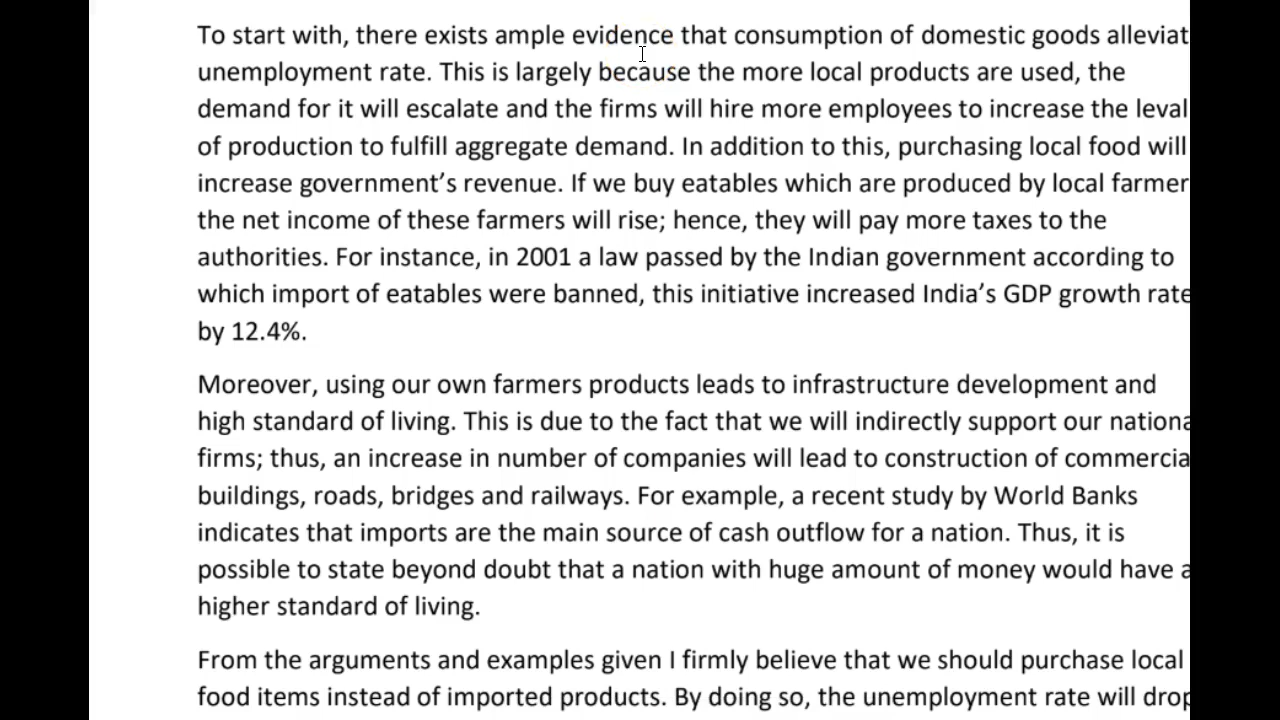 To start with, there exists ample evidence that consumption of domestic goods alleviat
unemployment rate. This is largely because the more local products are used, the
demand for it will escalate and the firms will hire more employees to increase the leval
of production to fulfill aggregate demand. In addition to this, purchasing local food will
increase government’s revenue. If we buy eatables which are produced by local farmer
the net income of these farmers will rise; hence, they will pay more taxes to the
authorities. For instance, in 2001 a law passed by the Indian government according to
which import of eatables were banned, this initiative increased India’s GDP growth rate
by 12.4%.
Moreover, using our own farmers products leads to infrastructure development and
high standard of living. This is due to the fact that we will indirectly support our nationa
firms; thus, an increase in number of companies will lead to construction of commercia
buildings, roads, bridges and railways. For example, a recent study by World Banks
indicates that imports are the main source of cash outflow for a nation. Thus, it is
possible to state beyond doubt that a nation with huge amount of money would have a
higher standard of living.
From the arguments and examples given I firmly believe that we should purchase local
food items instead of imported products. By doing so, the unemployment rate will drop